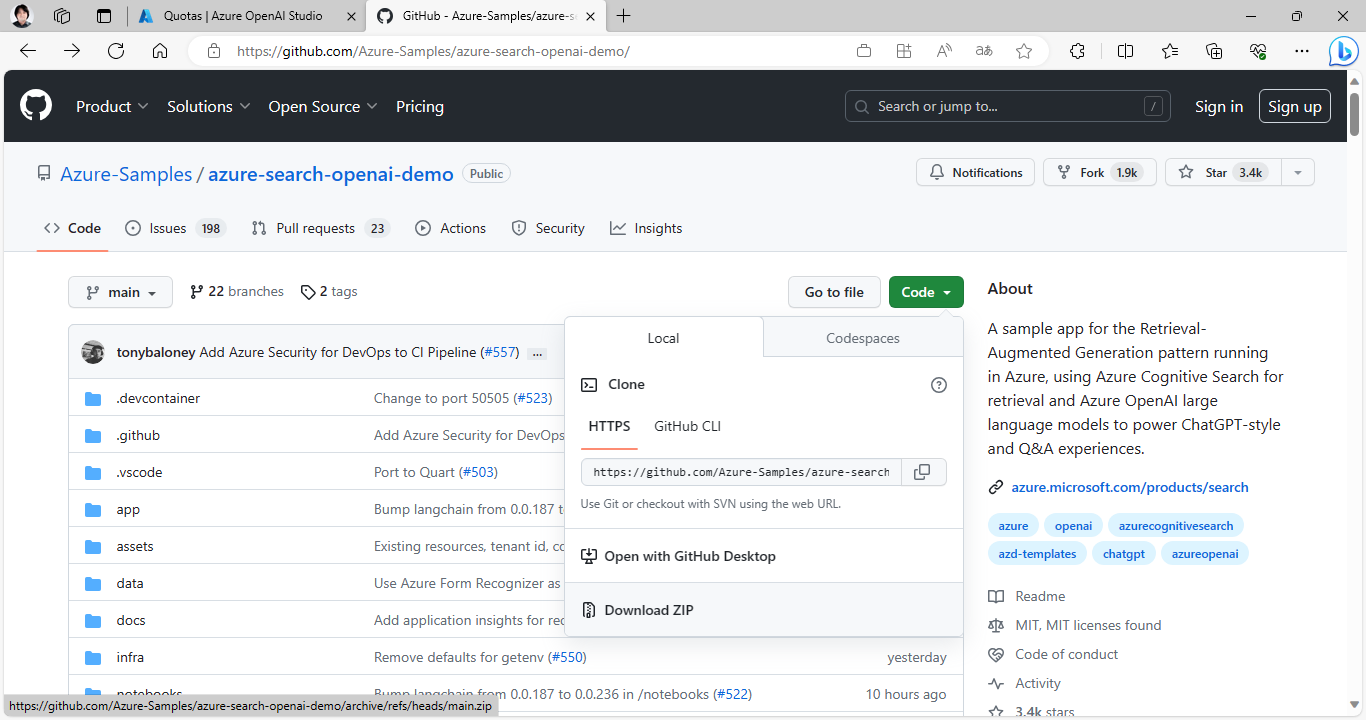 Quotas | Azure OpenAI Studio
GitHub - Azure-Samples/azure-se
https://github.com/Azure-Samples/azure-search-openai-demo/
Product
Solutions
Open Source
Pricing
Search or jump to...
/
Sign in
Sign up
Azure-Samples / azure-search-openai-demo
Public
Notifications
Fork 1.9k
Star 3.4k
Code
Issues 198
Pull requests 23
Actions
Security
Insights
main
22 branches
2 tags
Go to file
Code
tonybaloney Add Azure Security for DevOps to CI Pipeline (#557) ...
.devcontainer Change to port 50505 (#523)
.github Add Azure Security for DevOps
.vscode Port to Quart (#503)
app Bump langchain from 0.0.187 to
assets Existing resources, tenant id, co
data Use Azure Form Recognizer as
docs Add application insights for rec
infra Remove defaults for getenv (#550) yesterday
notebooks Bump langchain from 0.0.187 to 0.0.236 in /notebooks (#522) 10 hours ago
Local
Codespaces
Clone
HTTPS
GitHub CLI
https://github.com/Azure-Samples/azure-search
Use Git or checkout with SVN using the web URL.
Open with GitHub Desktop
Download ZIP
About
A sample app for the Retrieval-
Augmented Generation pattern running
in Azure, using Azure Cognitive Search for
retrieval and Azure OpenAI large
language models to power ChatGPT-style
and Q&A experiences.
azure.microsoft.com/products/search
azure openai azurecognitivesearch
azd-templates chatgpt azureopenai
Readme
MIT, MIT licenses found
Code of conduct
Activity
3.4k stars
https://github.com/Azure-Samples/azure-search-openai-demo/archive/refs/heads/main.zip